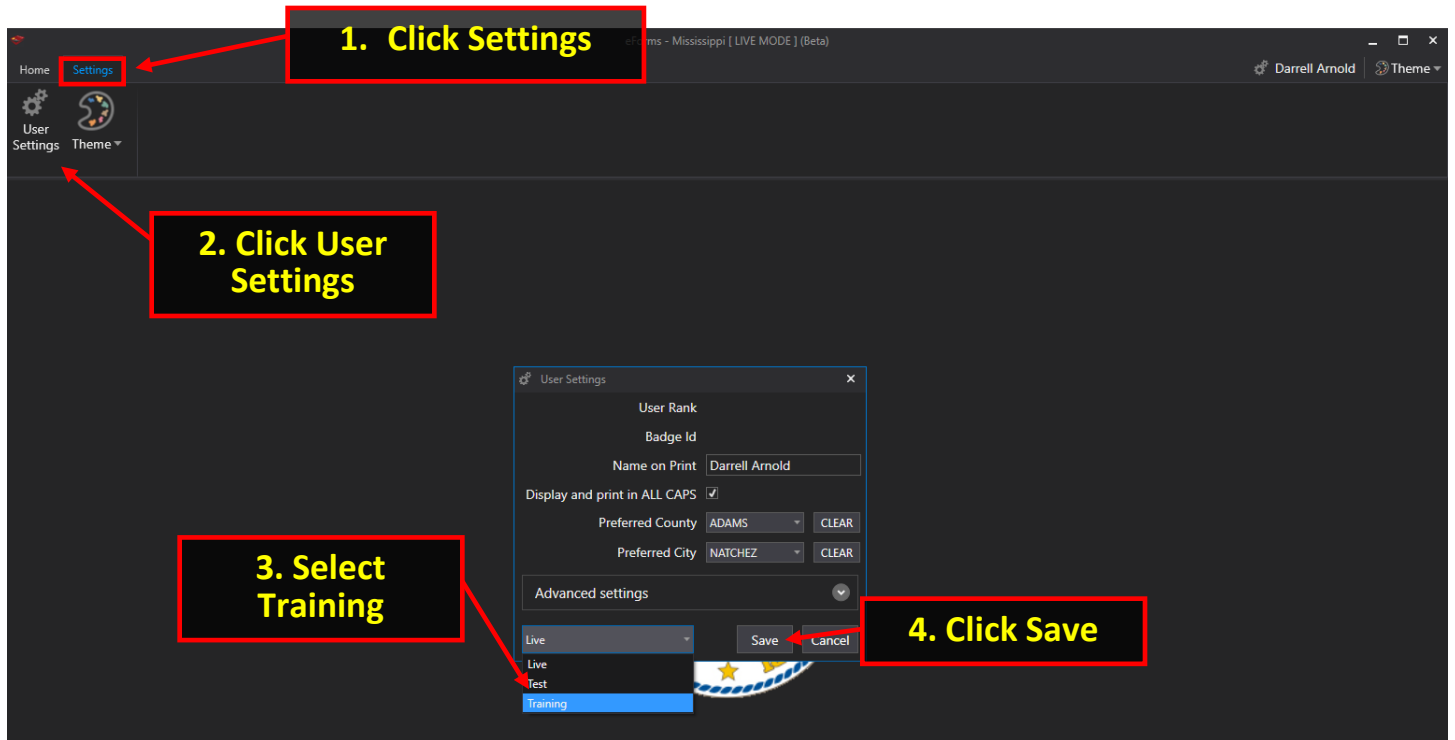 1. Click Settings
eForms - Mississippi [ LIVE MODE ] (Beta)
Home Settings
Darrell Arnold Theme
User
Settings Theme
2. Click User
Settings
User Settings
User Rank
Badge Id
Name on Print Darrell Arnold
Display and print in ALL CAPS
Preferred County ADAMS CLEAR
Preferred City NATCHEZ CLEAR
3. Select
Training
Advanced settings
4. Click Save
Live Save Cancel
Live
Test
Training